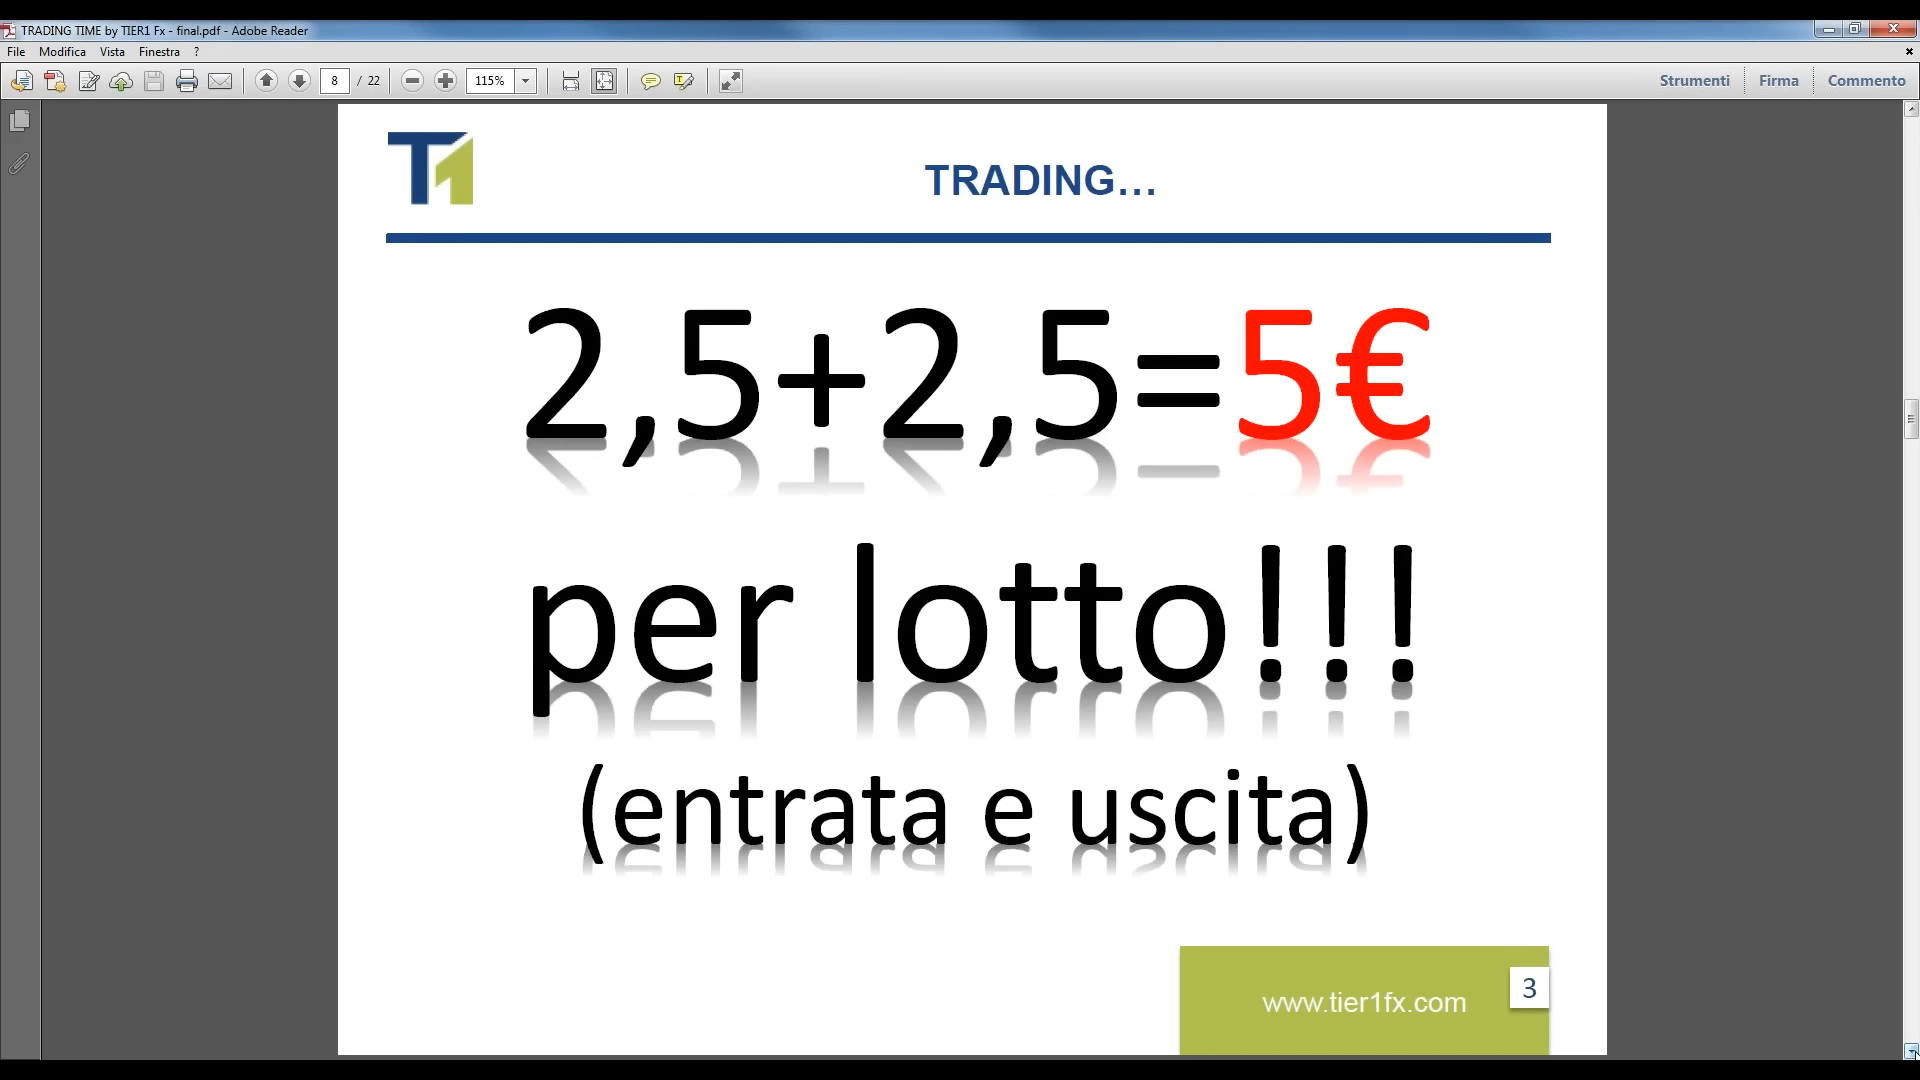 TRADING TIME by TIER1 Fx - final.pdf - Adobe Reader
File Modifica Vista Finestra ?
8 / 22 115% Strumenti Firma Commento
T1
TRADING...
2,5+2,5=5€
per lotto!!!
(entrata e uscita)
www.tier1fx.com
3